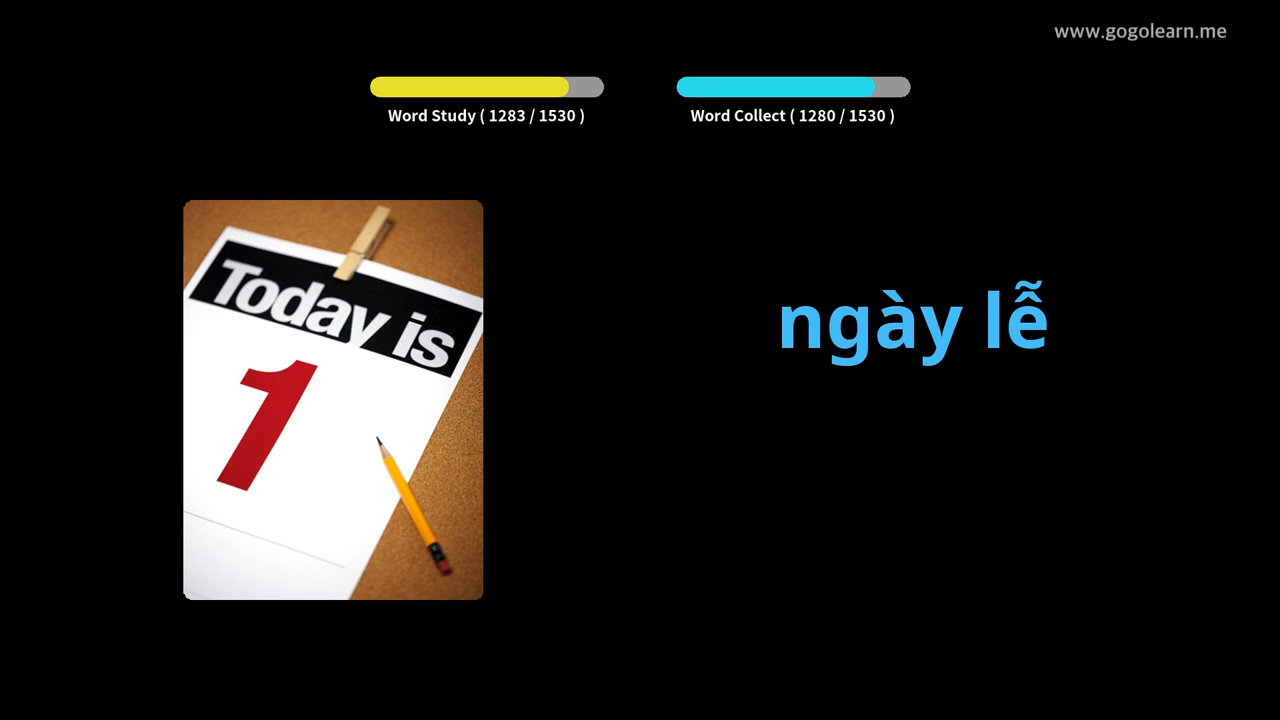 www.gogolearn.me
Word Study ( 1283 / 1530 )
Word Collect ( 1280 / 1530 )
Today is
1
ngày lễ